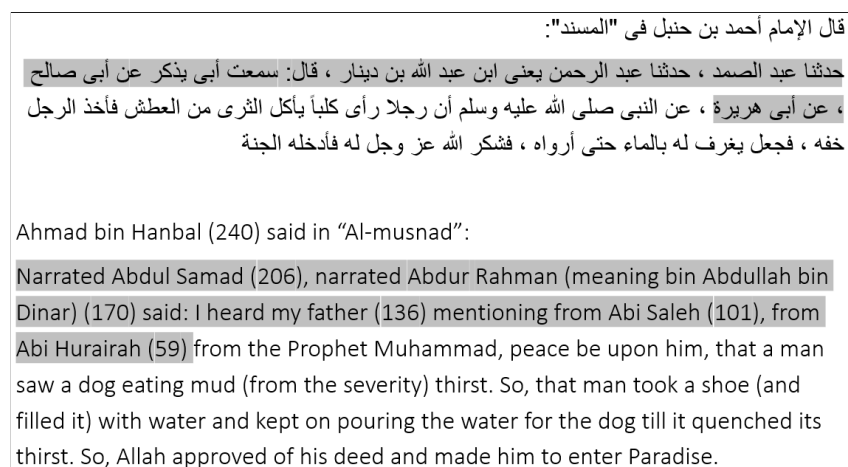 قال الإمام أحمد بن حنبل فى "المسند":
حدثنا عبد الصمد ، حدثنا عبد الرحمن يعنى ابن عبد الله بن دينار ، قال: سمعت أبى يذكر عن أبى صالح
، عن أبى هريرة ، عن النبى صلى الله عليه وسلم أن رجلا رأى كلباً يأكل الثرى من العطش فأخذ الرجل
خفه ، فجعل يغرف له بالماء حتى أرواه ، فشكر الله عز وجل له فأدخله الجنة
Ahmad bin Hanbal (240) said in “Al-musnad”:
Narrated Abdul Samad (206), narrated Abdur Rahman (meaning bin Abdullah bin
Dinar) (170) said: I heard my father (136) mentioning from Abi Saleh (101), from
Abi Hurairah (59) from the Prophet Muhammad, peace be upon him, that a man
saw a dog eating mud (from the severity) thirst. So, that man took a shoe (and
filled it) with water and kept on pouring the water for the dog till it quenched its
thirst. So, Allah approved of his deed and made him to enter Paradise.